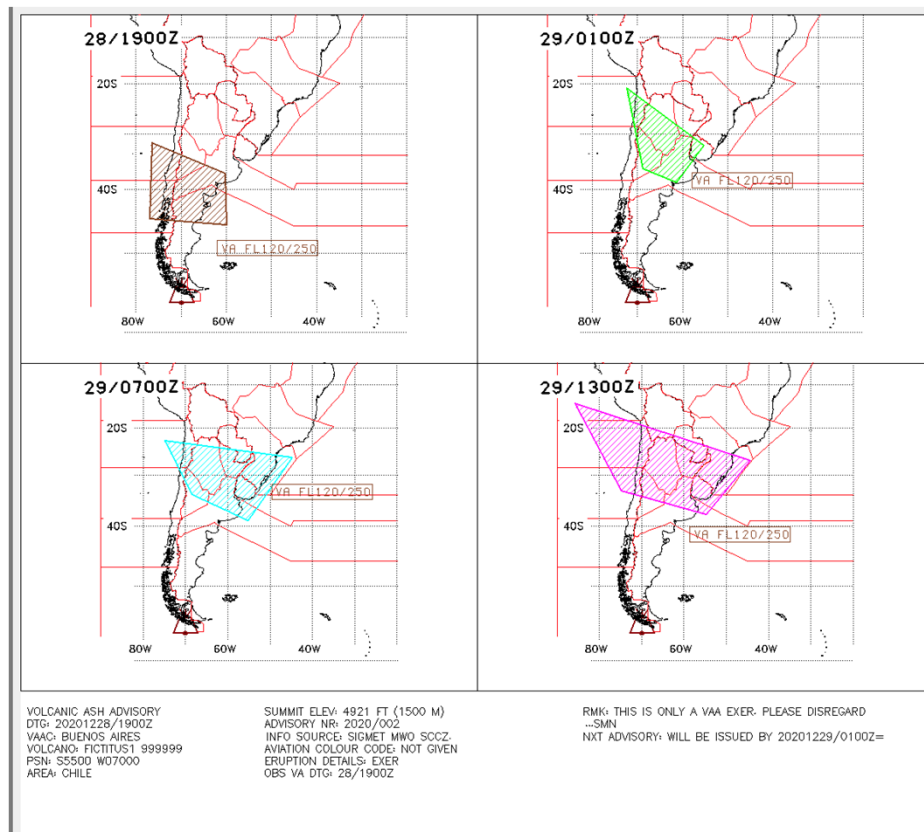 28/1900Z
20S
40S
VA FL120/250
80W 60W 40W
29/0100Z
20S
40S
VA FL120/250
80W 60W 40W
29/0700Z
20S
40S
VA FL120/250
80W 60W 40W
29/1300Z
20S
40S
VA FL120/250
80W 60W 40W
VOLCANIC ASH ADVISORY
DTG: 20201228/1900Z
VAAC: BUENOS AIRES
VOLCANO: FICTITUS1 999999
PSN: S5500 W07000
AREA: CHILE
SUMMIT ELEV: 4921 FT (1500 M)
ADVISORY NR: 2020/002
INFO SOURCE: SIGMET MWO SCCZ.
AVIATION COLOUR CODE: NOT GIVEN
ERUPTION DETAILS: EXER
OBS VA DTG: 28/1900Z
RMK: THIS IS ONLY A VAA EXER. PLEASE DISREGARD
...SMN
NXT ADVISORY: WILL BE ISSUED BY 20201229/0100Z=